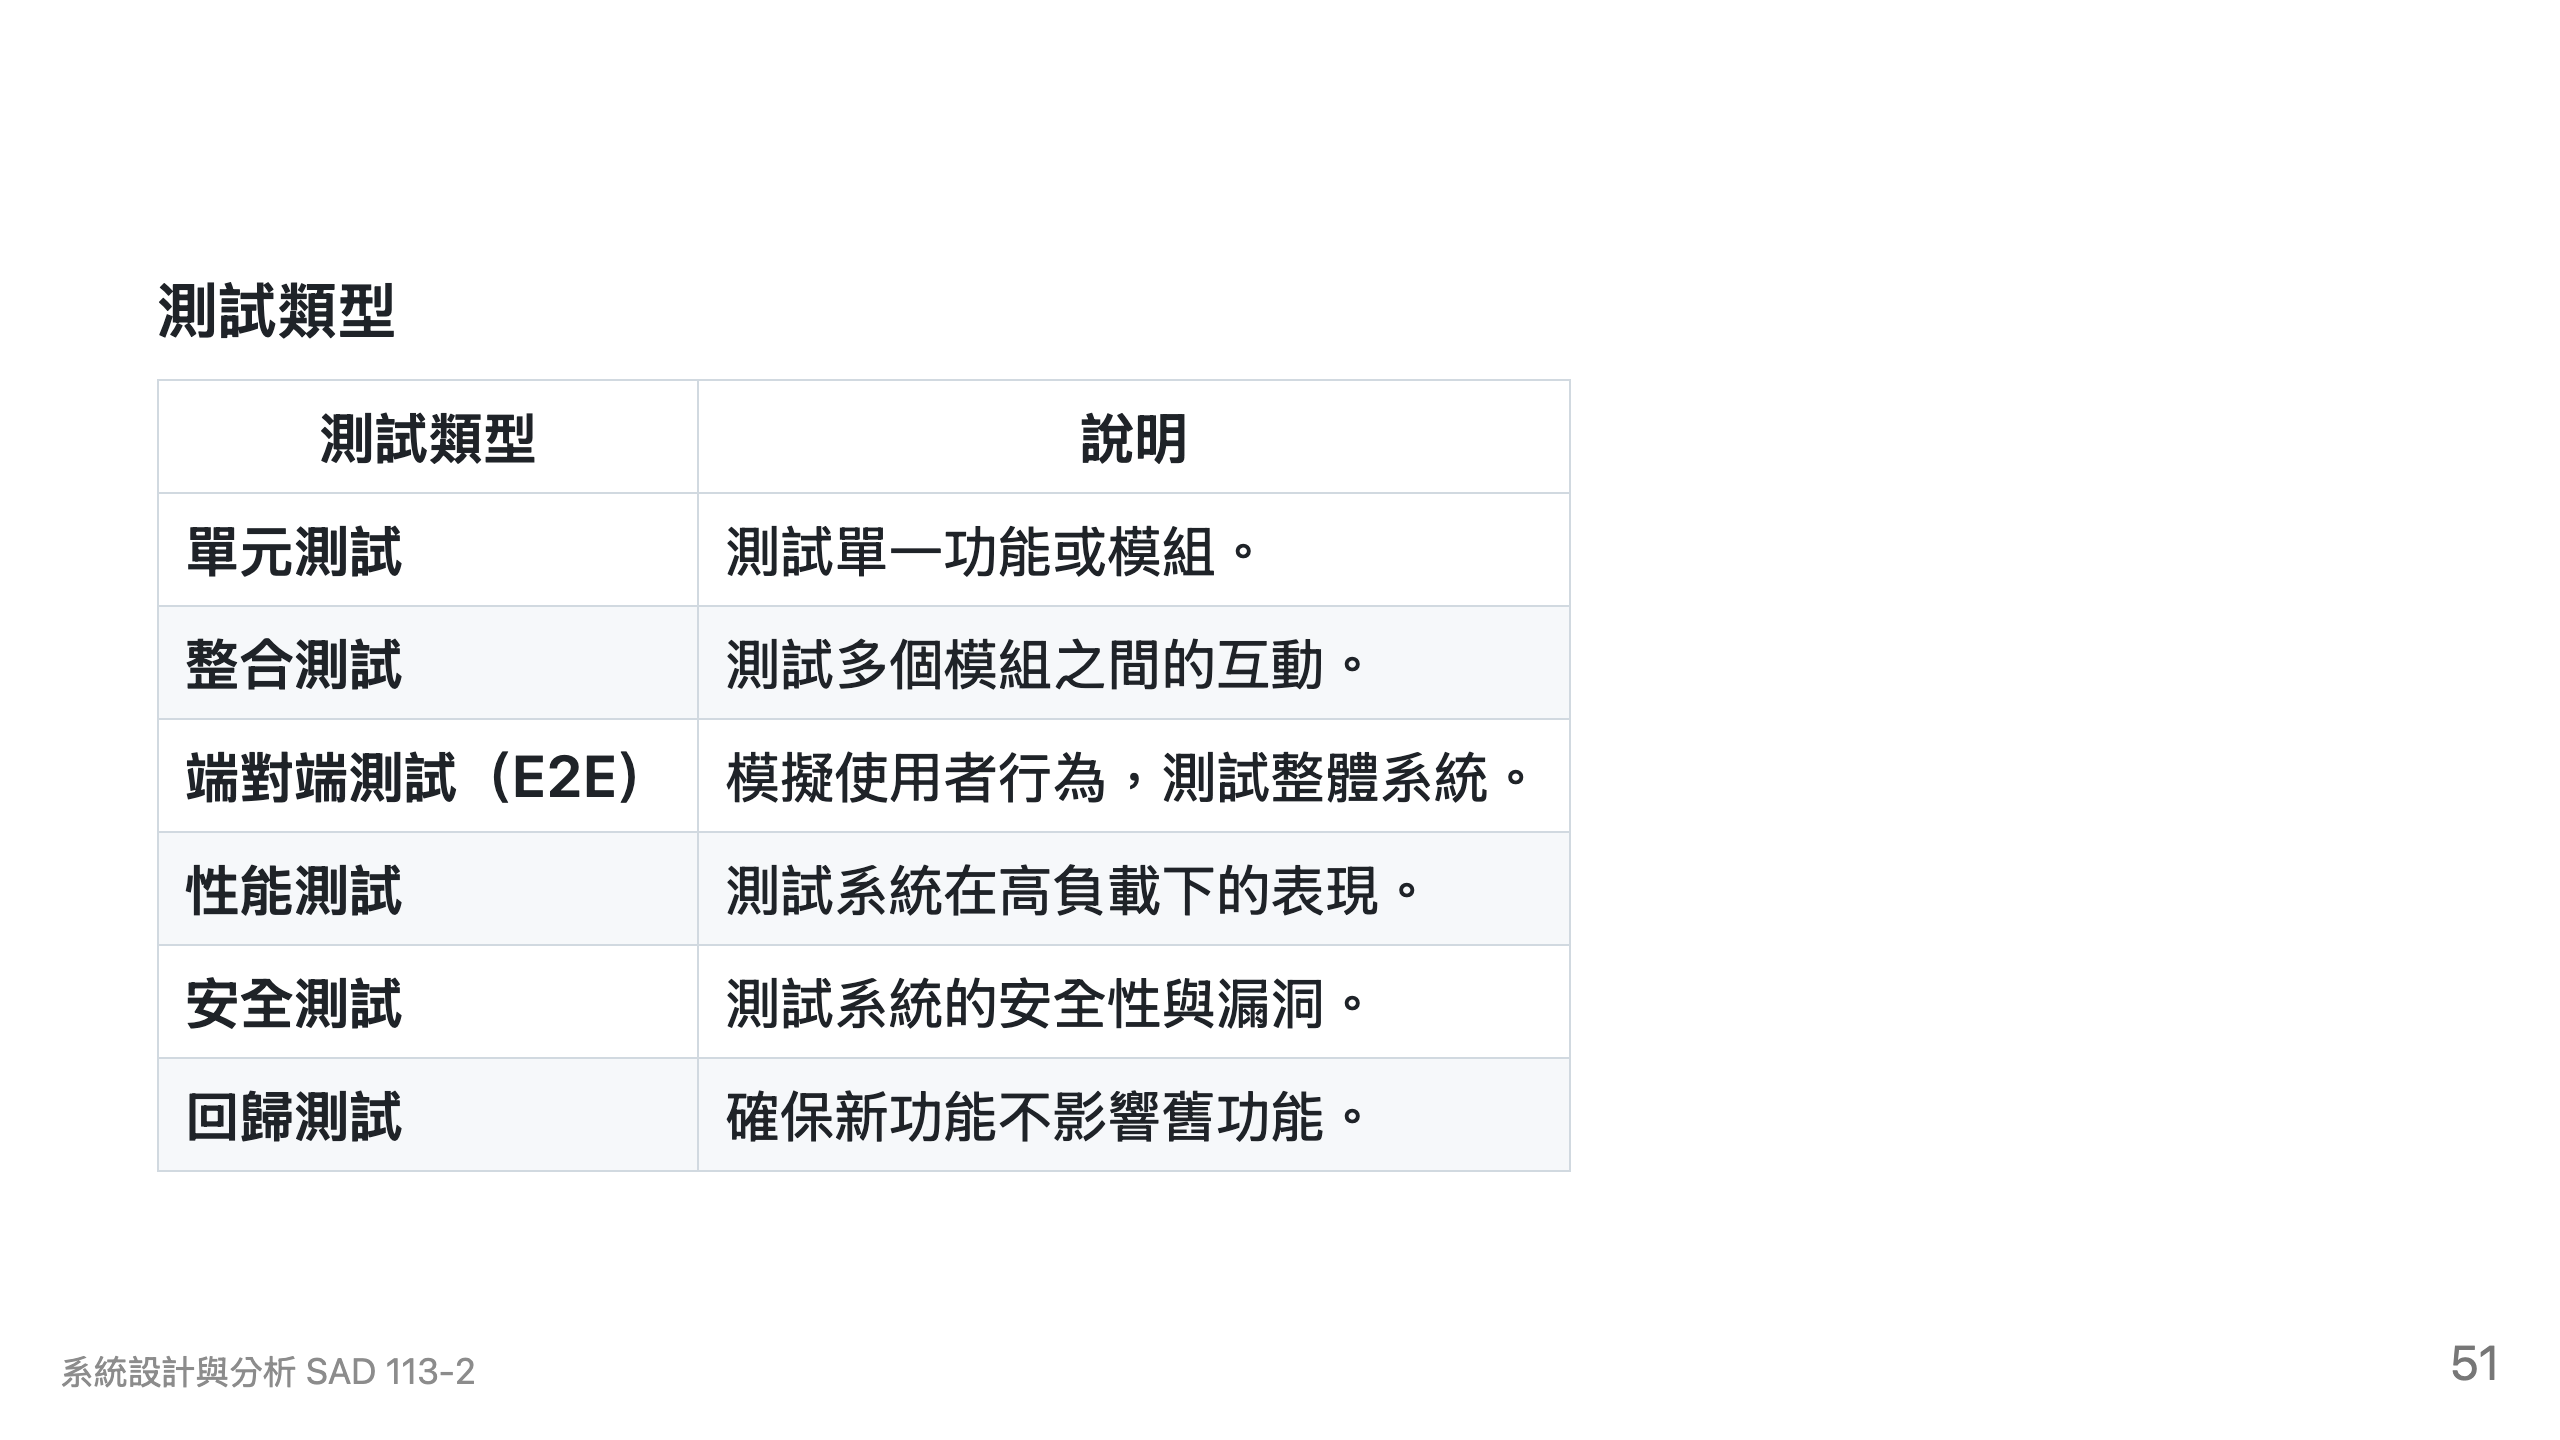 測試類型
測試類型 說明
單元測試 測試單一功能或模組。
整合測試 測試多個模組之間的互動。
端對端測試（E2E） 模擬使用者行為，測試整體系統。
性能測試 測試系統在高負載下的表現。
安全測試 測試系統的安全性與漏洞。
回歸測試 確保新功能不影響舊功能。
系統設計與分析 SAD 113-2
51